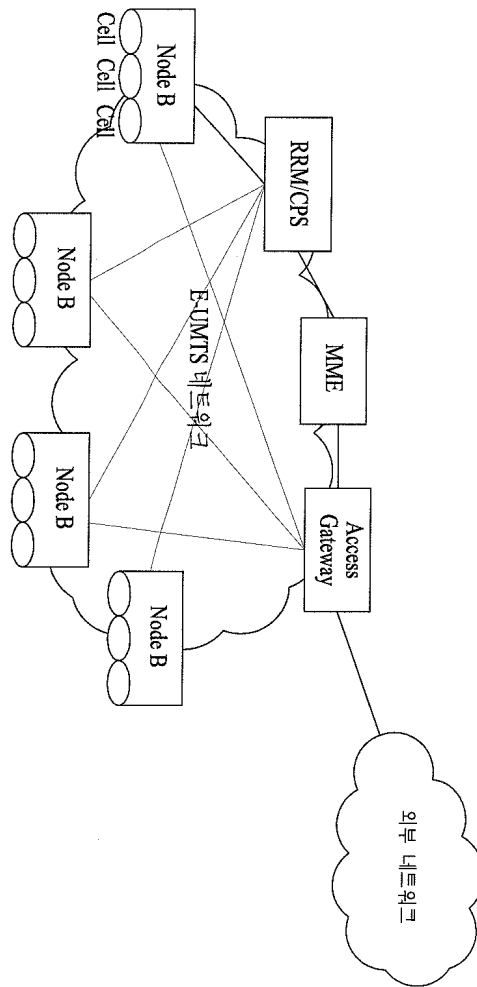 외부 네트워크
Access
Gateway
MME
RRM/CPS
E-UMTS 네트워크
Node B
Cell Cell Cell
Node B
Node B
Node B